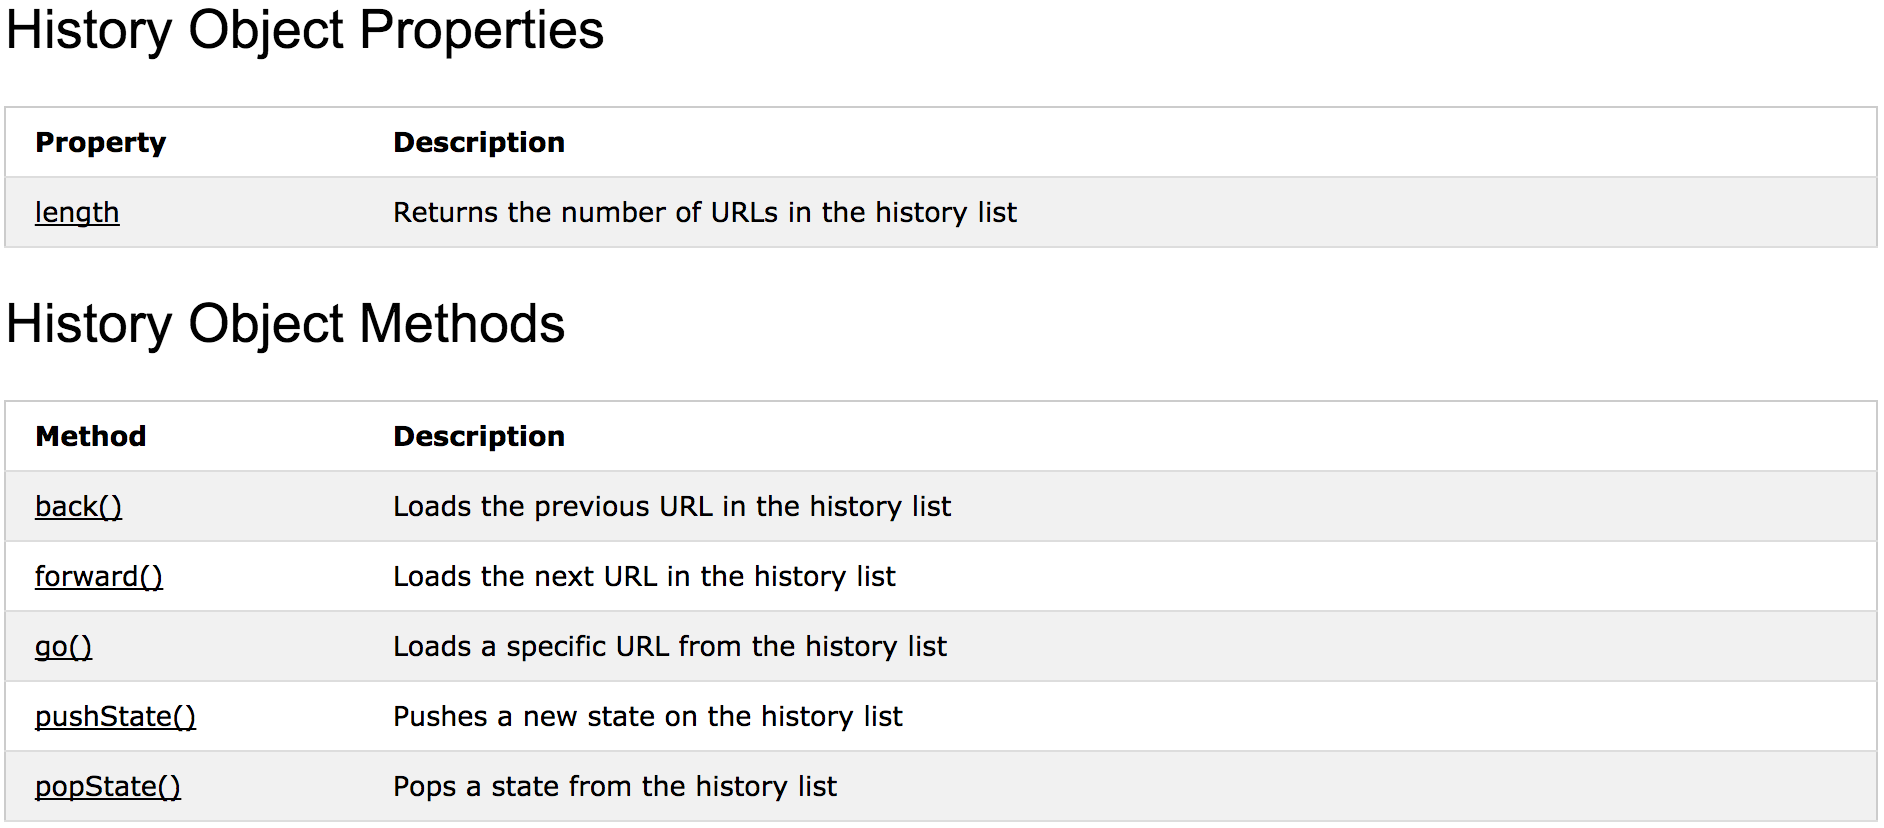 History Object Properties
Property Description
length Returns the number of URLs in the history list
History Object Methods
Method Description
back() Loads the previous URL in the history list
forward() Loads the next URL in the history list
go() Loads a specific URL from the history list
pushState() Pushes a new state on the history list
popState() Pops a state from the history list